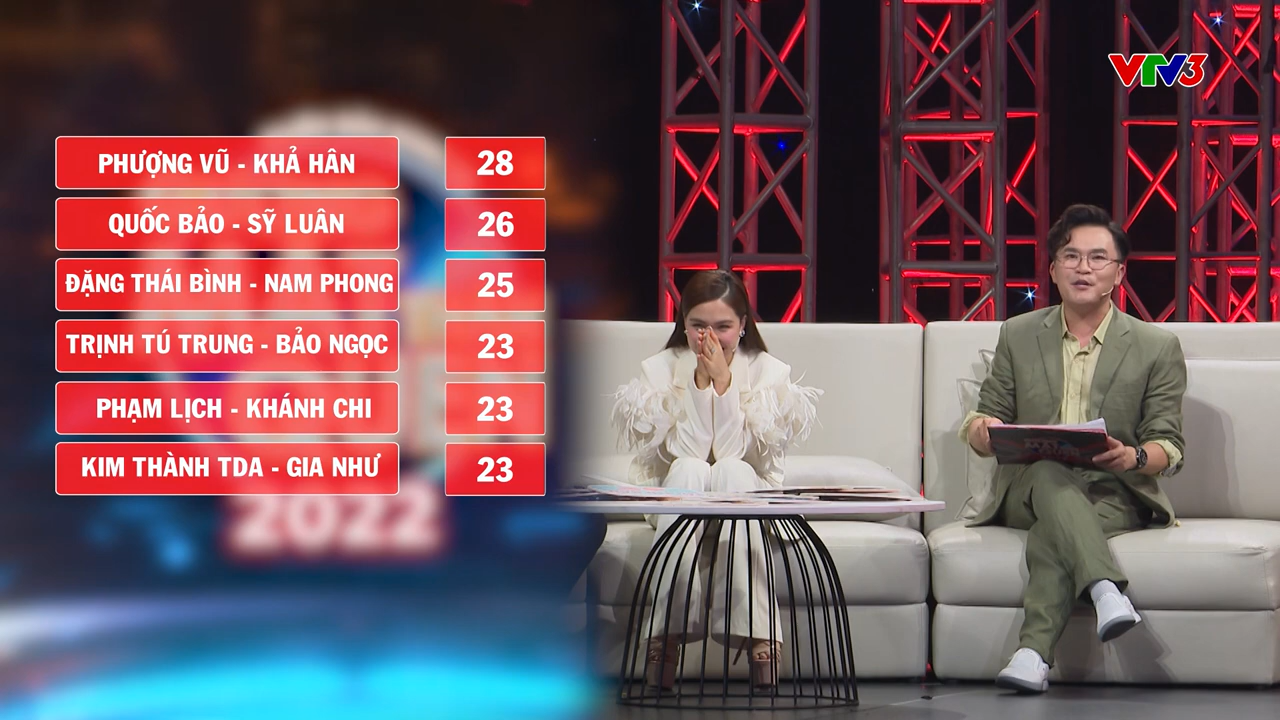 VTV3
PHƯỢNG VŨ - KHẢ HÂN 28
QUỐC BẢO - SỸ LUÂN 26
ĐẶNG THÁI BÌNH - NAM PHONG 25
TRỊNH TÚ TRUNG - BẢO NGỌC 23
PHẠM LỊCH - KHÁNH CHI 23
KIM THÀNH TDA - GIA NHƯ 23
2022